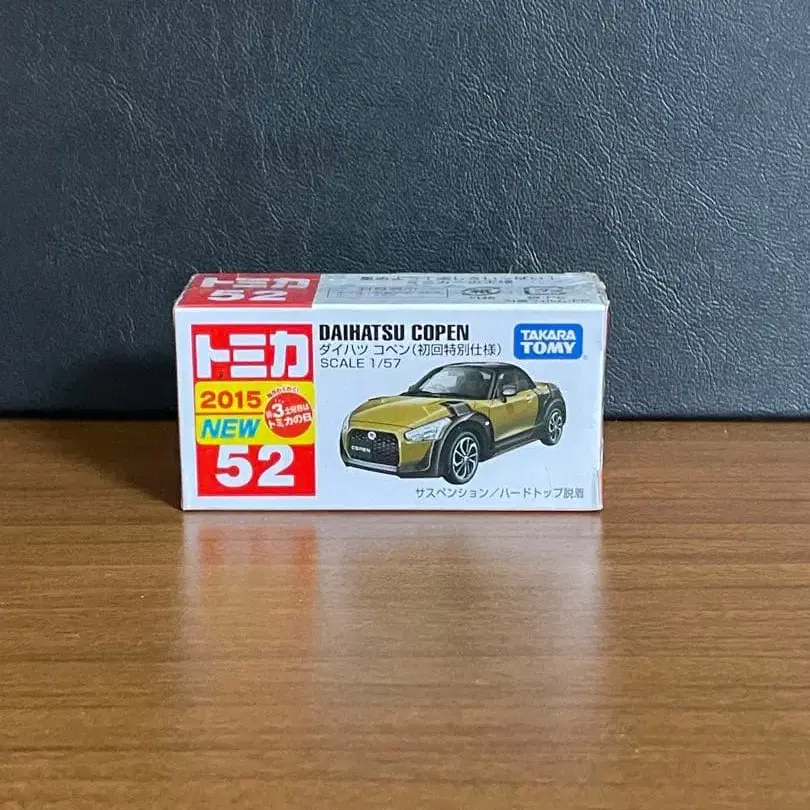 トミカ
52
トミカ
2015
NEW
第3土曜日は
トミカの日
52
DAIHATSU COPEN
ダイハツ コペン(初回特別仕様)
SCALE 1/57
TAKARA
TOMY
COPEN
サスペンション/ハードトップ脱着